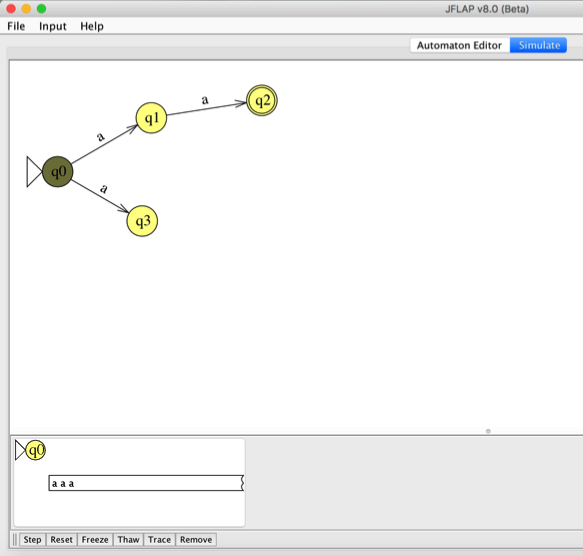 JFLAP v8.0 (Beta)
File Input Help
Automaton Editor Simulate
a q2
q1
a
q0
a
q3
q0
a a a
Step Reset Freeze Thaw Trace Remove